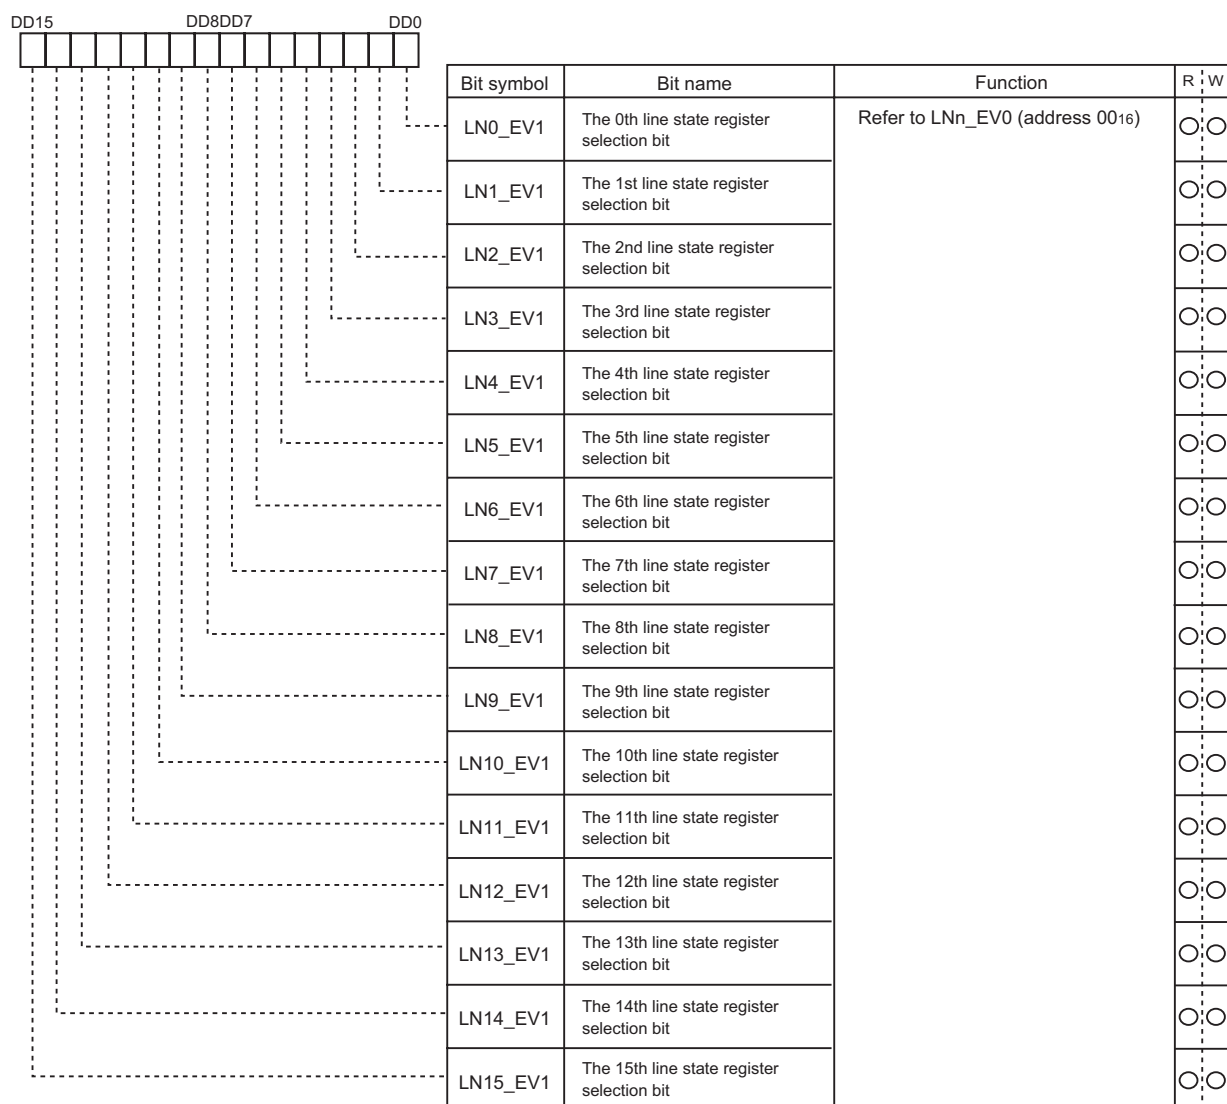 DD15 DD8DD7 DD0
Bit symbol Bit name Function R W
LN0_EV1 The 0th line state register Refer to LNn_EV0 (address 0016)
selection bit
LN1_EV1 The 1st line state register
selection bit
LN2_EV1 The 2nd line state register
selection bit
LN3_EV1 The 3rd line state register
selection bit
LN4_EV1 The 4th line state register
selection bit
LN5_EV1 The 5th line state register
selection bit
LN6_EV1 The 6th line state register
selection bit
LN7_EV1 The 7th line state register
selection bit
LN8_EV1 The 8th line state register
selection bit
LN9_EV1 The 9th line state register
selection bit
LN10_EV1 The 10th line state register
selection bit
LN11_EV1 The 11th line state register
selection bit
LN12_EV1 The 12th line state register
selection bit
LN13_EV1 The 13th line state register
selection bit
LN14_EV1 The 14th line state register
selection bit
LN15_EV1 The 15th line state register
selection bit